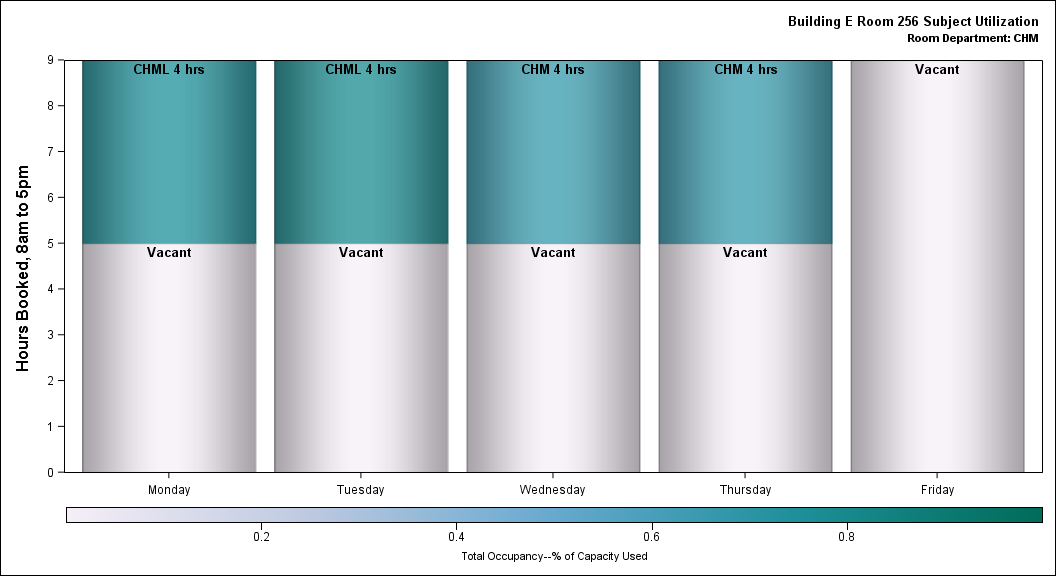 Building E Room 256 Subject Utilization
Room Department: CHM
Hours Booked, 8am to 5pm
9
8
7
6
5
4
3
2
1
0
CHML 4 hrs
CHML 4 hrs
CHM 4 hrs
CHM 4 hrs
Vacant
Vacant
Vacant
Vacant
Vacant
Monday
Tuesday
Wednesday
Thursday
Friday
0.2
0.4
0.6
0.8
Total Occupancy--% of Capacity Used